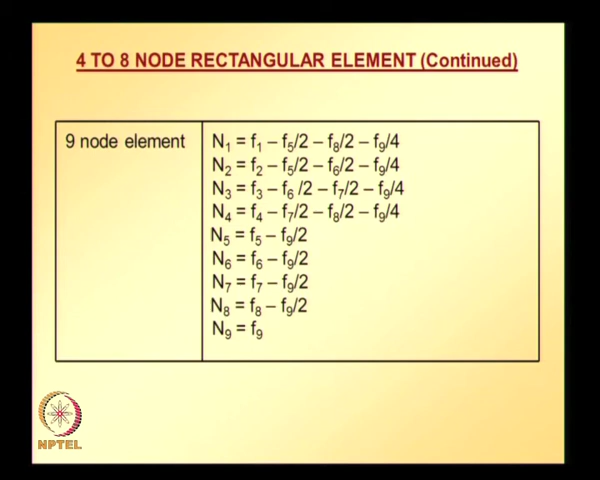 4 TO 8 NODE RECTANGULAR ELEMENT (Continued)
9 node element
N₁ = f₁ – f₅/2 – f₈/2 – f₉/4
N₂ = f₂ – f₅/2 – f₆/2 – f₉/4
N₃ = f₃ – f₆ /2 – f₇/2 – f₉/4
N₄ = f₄ – f₇/2 – f₈/2 – f₉/4
N₅ = f₅ – f₉/2
N₆ = f₆ – f₉/2
N₇ = f₇ – f₉/2
N₈ = f₈ – f₉/2
N₉ = f₉
NPTEL